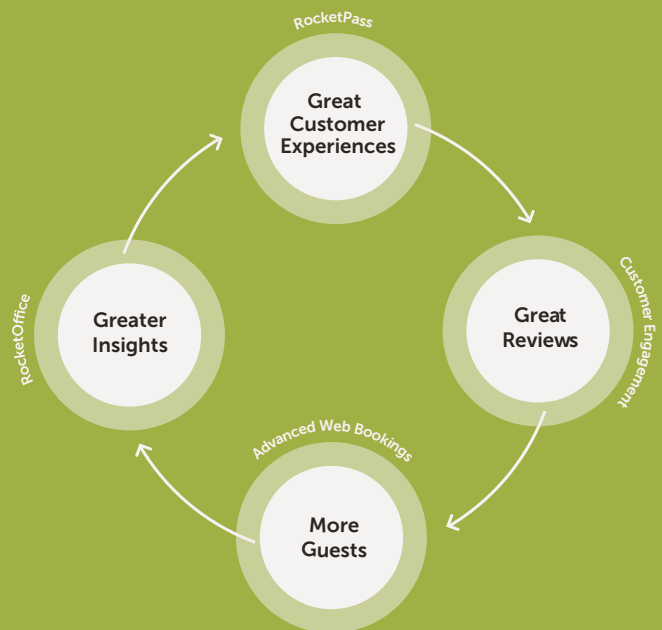 RocketPass
Great
Customer
Experiences
Customer Engagement
Great
Reviews
Advanced Web Bookings
More
Guests
RocketOffice
Greater
Insights